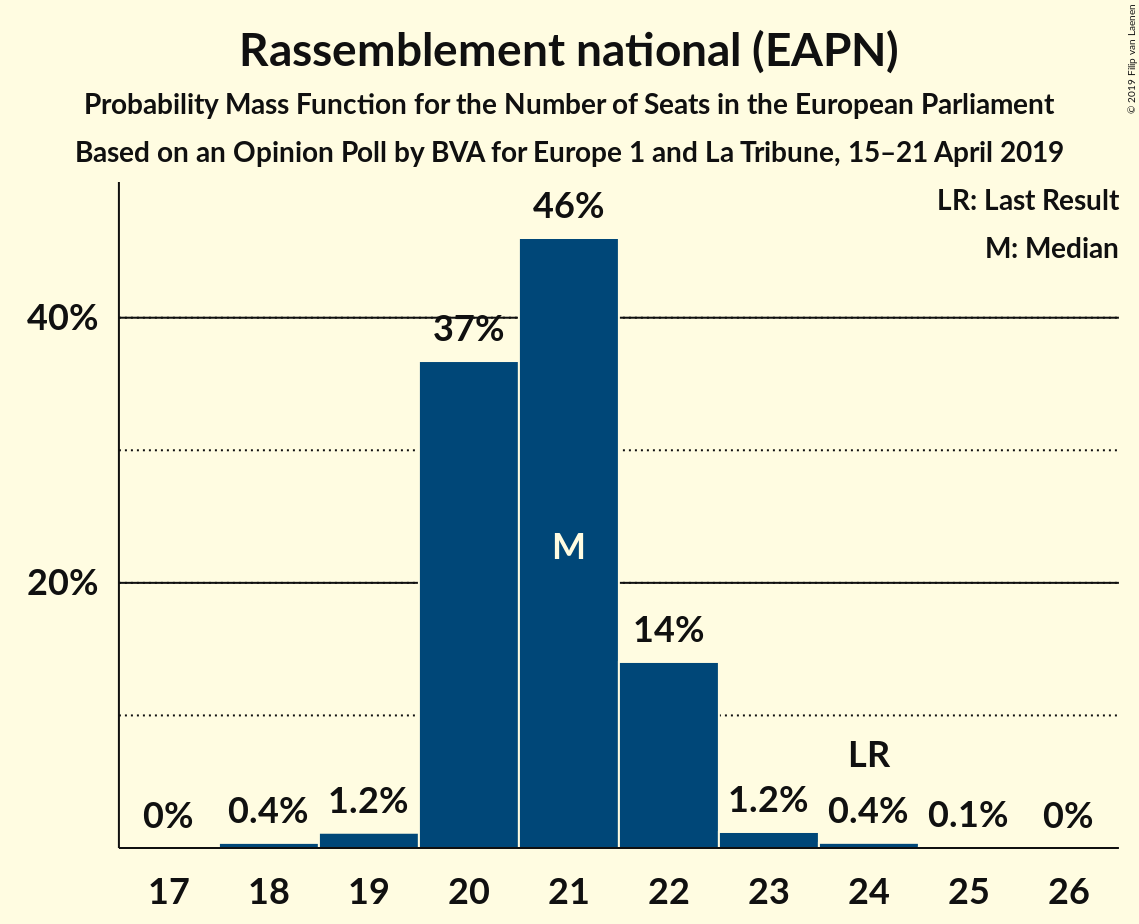 Rassemblement national (EAPN)
Probability Mass Function for the Number of Seats in the European Parliament
Based on an Opinion Poll by BVA for Europe 1 and La Tribune, 15–21 April 2019
© 2019 Filip van Laenen
LR: Last Result
M: Median
40%
20%
0%
0.4%
1.2%
37%
46%
M
14%
1.2%
LR
0.4%
0.1%
0%
17 18 19 20 21 22 23 24 25 26